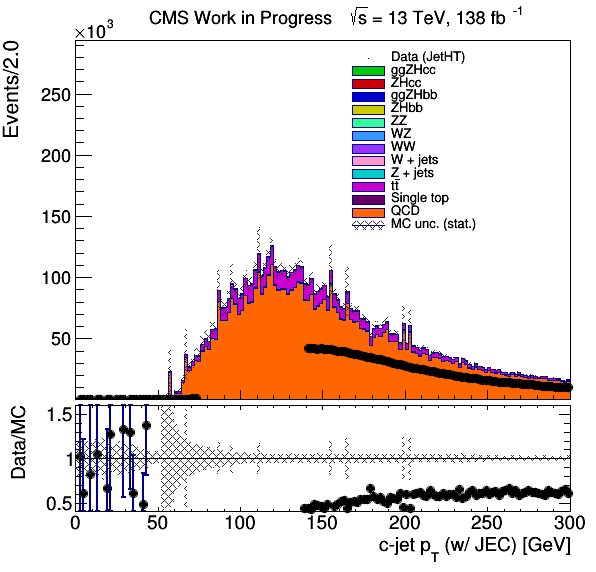 CMS Work in Progress √s = 13 TeV, 138 fb⁻¹
×10³
Events/2.0
250
200
150
100
50
Data (JetHT)
ggZHcc
ZHcc
ggZHbb
ZHbb
ZZ
WZ
WW
W + jets
Z + jets
tt̄
Single top
QCD
MC unc. (stat.)
Data/MC
1.5
1
0.5
0 50 100 150 200 250 300
c-jet p_T (w/ JEC) [GeV]